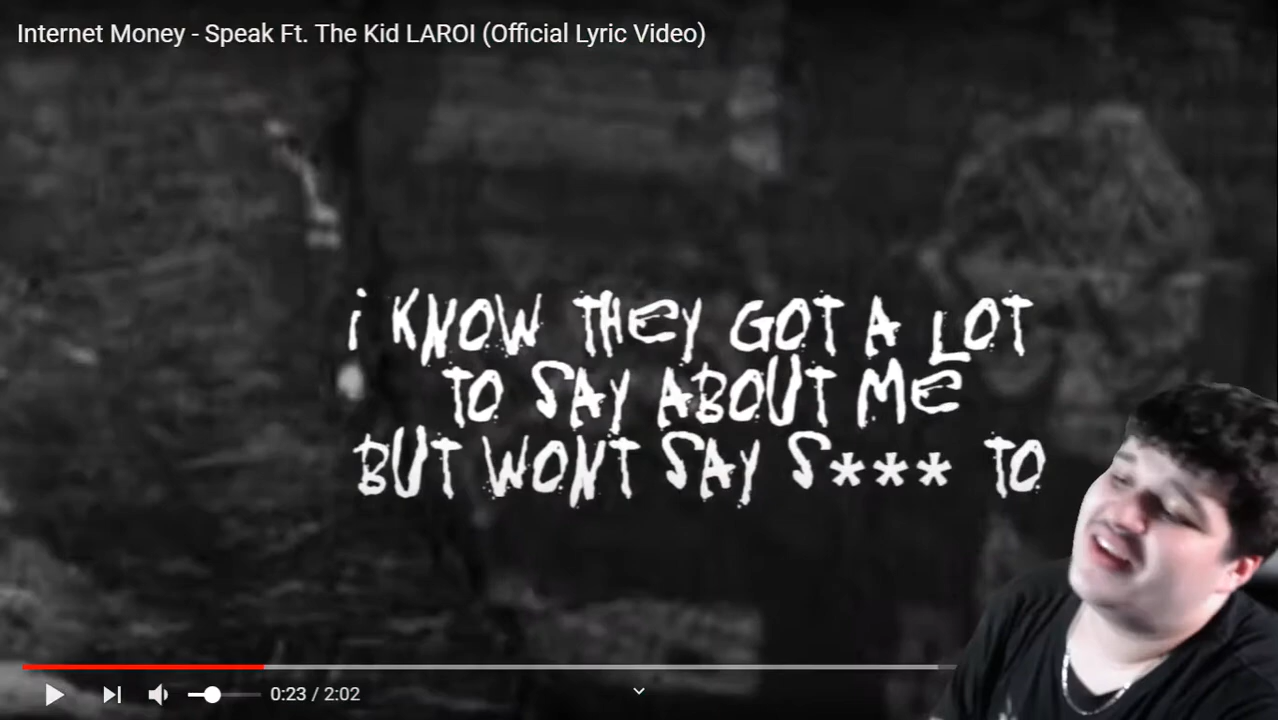 Internet Money - Speak Ft. The Kid LAROI (Official Lyric Video)
i KNOW THEY GOT A LOT
TO SAY ABOUT ME
BUT WONT SAY S*** TO
0:23 / 2:02